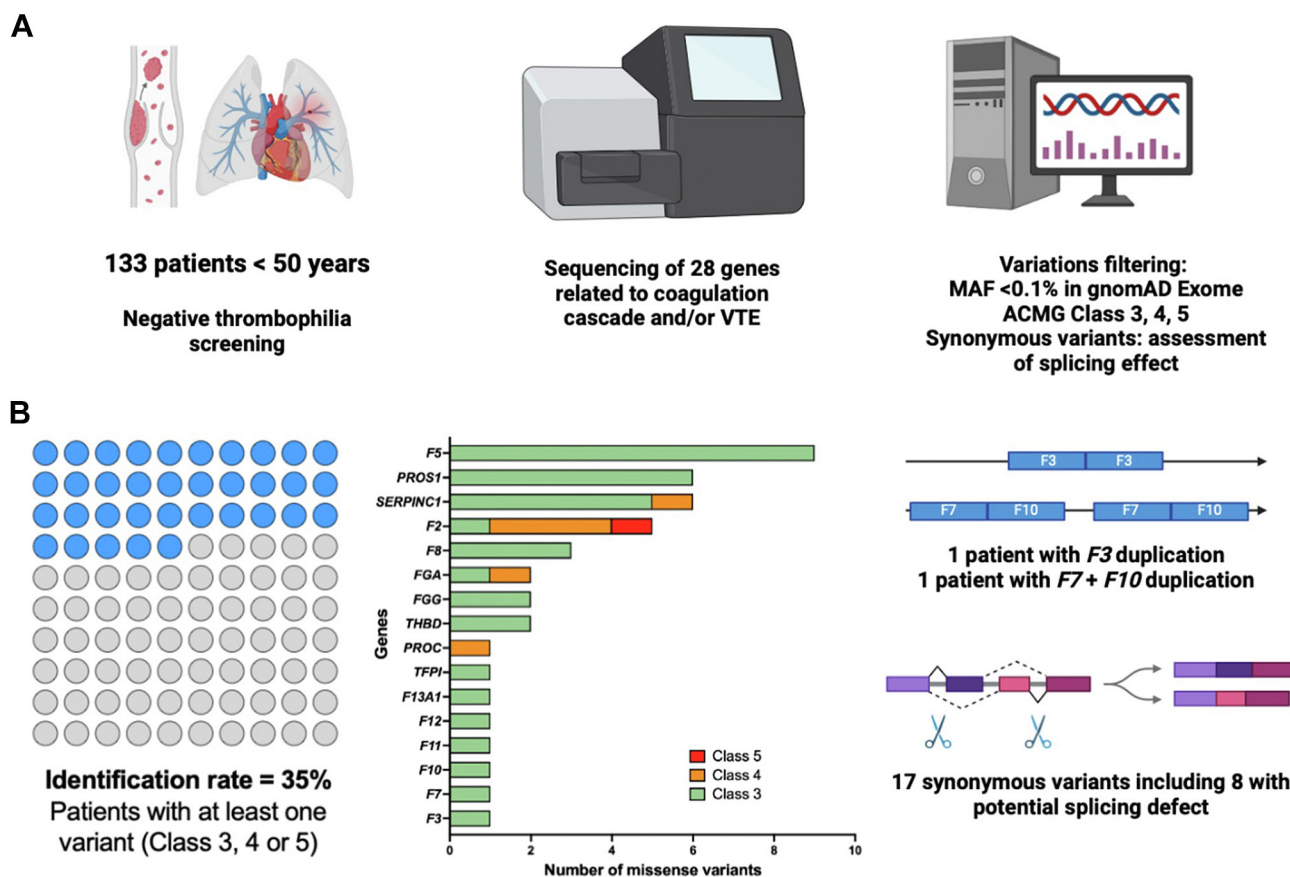 A
133 patients < 50 years
Negative thrombophilia
screening
Sequencing of 28 genes
related to coagulation
cascade and/or VTE
Variations filtering:
MAF <0.1% in gnomAD Exome
ACMG Class 3, 4, 5
Synonymous variants: assessment
of splicing effect
B
Identification rate = 35%
Patients with at least one
variant (Class 3, 4 or 5)
Genes
F5
PROS1
SERPINC1
F2
F8
FGA
FGG
THBD
PROC
TFPI
F13A1
F12
F11
F10
F7
F3
Class 5
Class 4
Class 3
0 2 4 6 8 10
Number of missense variants
F3 F3
F7 F10 F7 F10
1 patient with F3 duplication
1 patient with F7 + F10 duplication
17 synonymous variants including 8 with
potential splicing defect